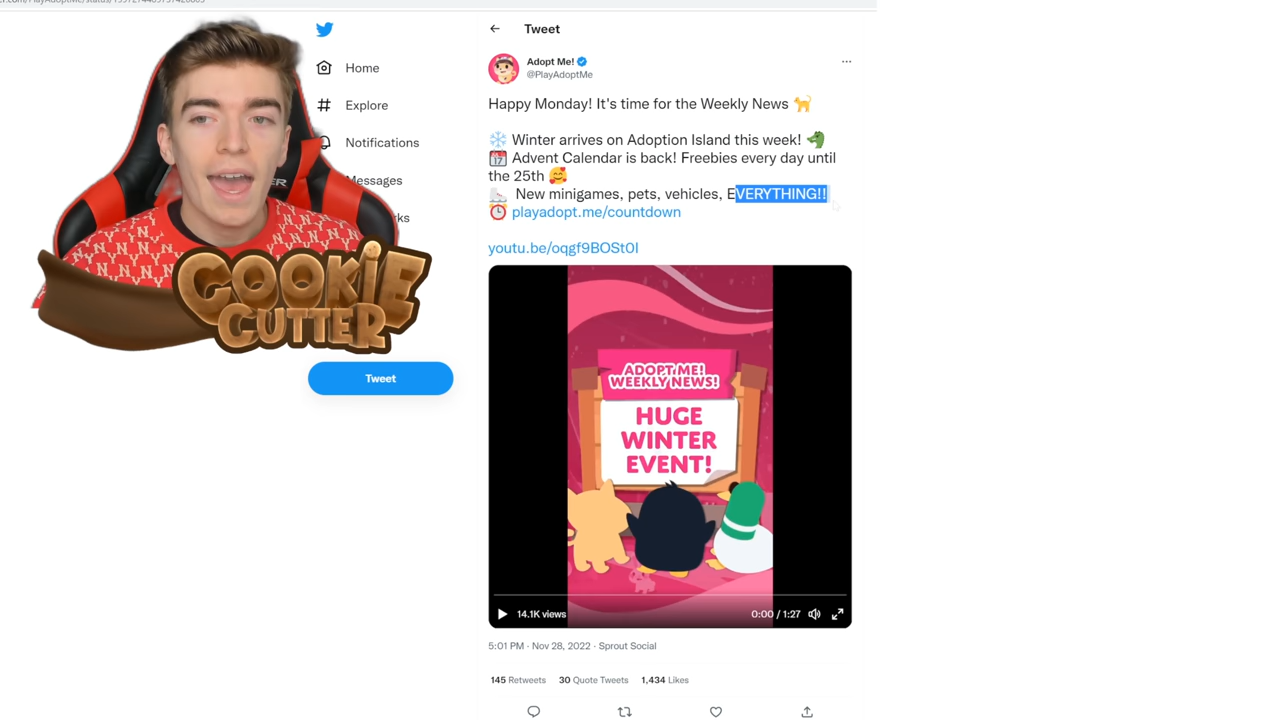 Tweet
Home
Adopt Me!
@PlayAdoptMe
Explore
Happy Monday! It's time for the Weekly News
Notifications
Winter arrives on Adoption Island this week!
Advent Calendar is back! Freebies every day until
the 25th
Messages
New minigames, pets, vehicles, EVERYTHING!!
playadopt.me/countdown
youtu.be/oqgf9BOSt0I
COOKIE
CUTTER
Tweet
ADOPT ME!
WEEKLY NEWS!
HUGE
WINTER
EVENT!
14.1K views
0:00 / 1:27
5:01 PM · Nov 28, 2022 · Sprout Social
145 Retweets 30 Quote Tweets 1,434 Likes